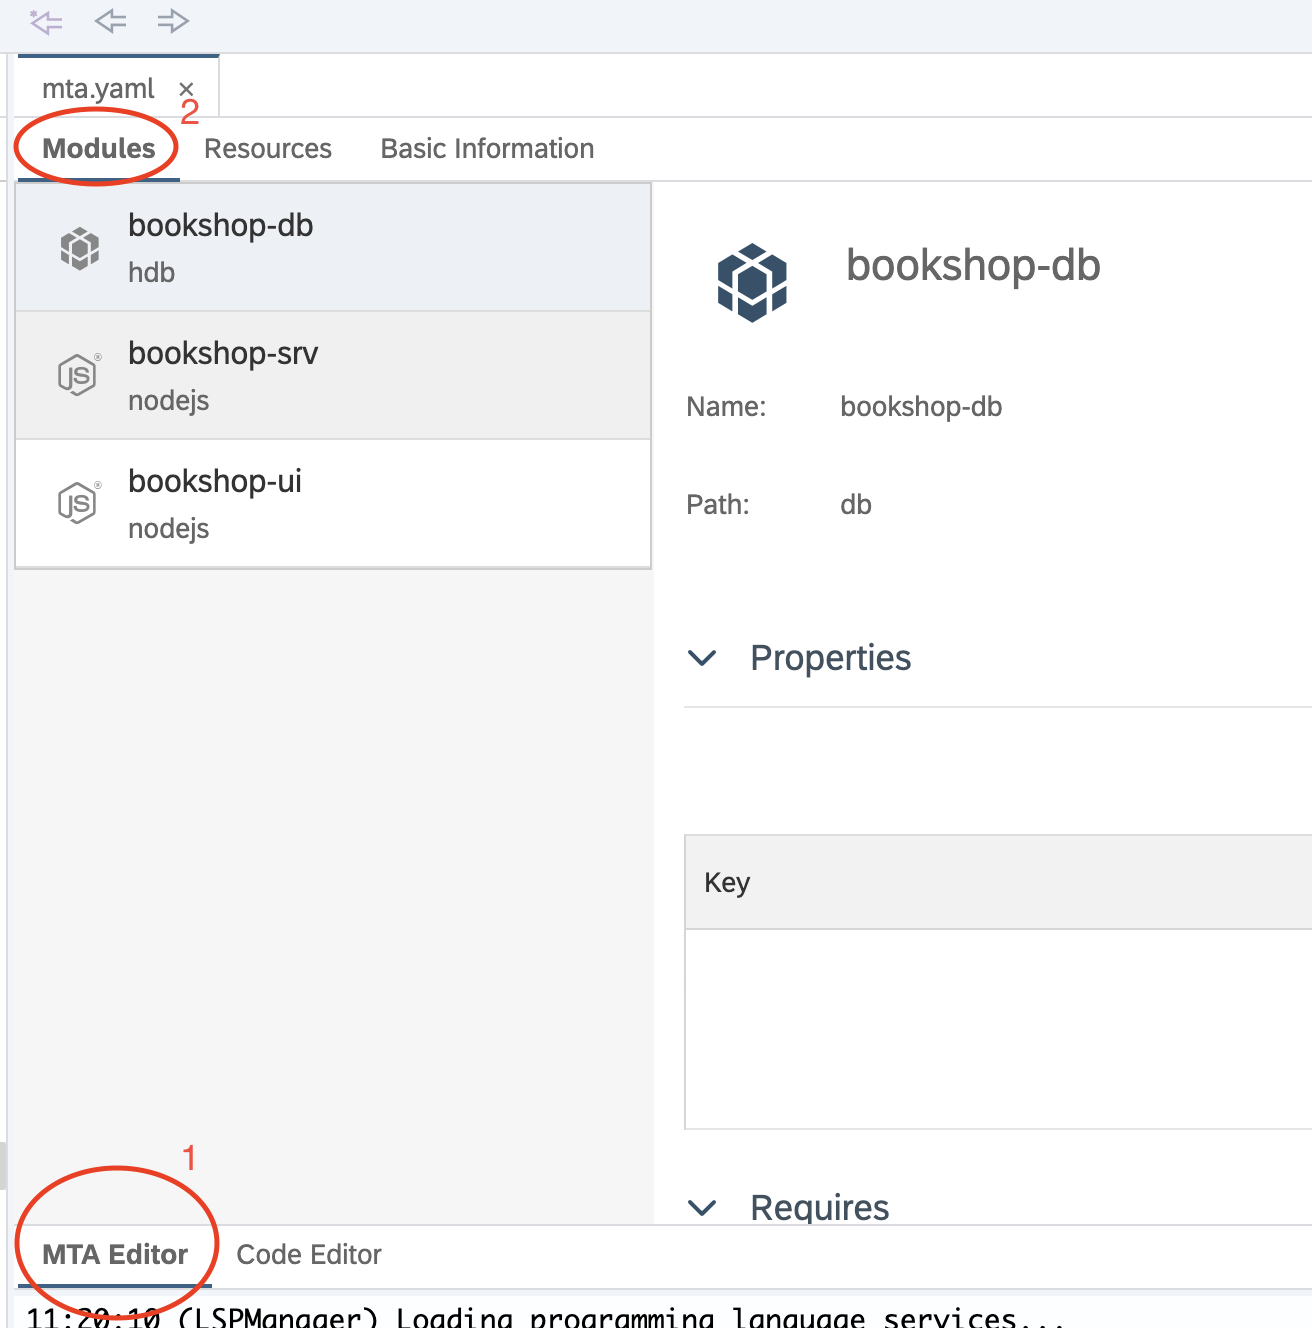 mta.yaml ×
2
Modules Resources Basic Information
bookshop-db
hdb
JS
bookshop-srv
nodejs
JS
bookshop-ui
nodejs
bookshop-db
Name: bookshop-db
Path: db
Properties
Key
Requires
1
MTA Editor Code Editor
11:20:10 (LSPManager) Loading programming language services...